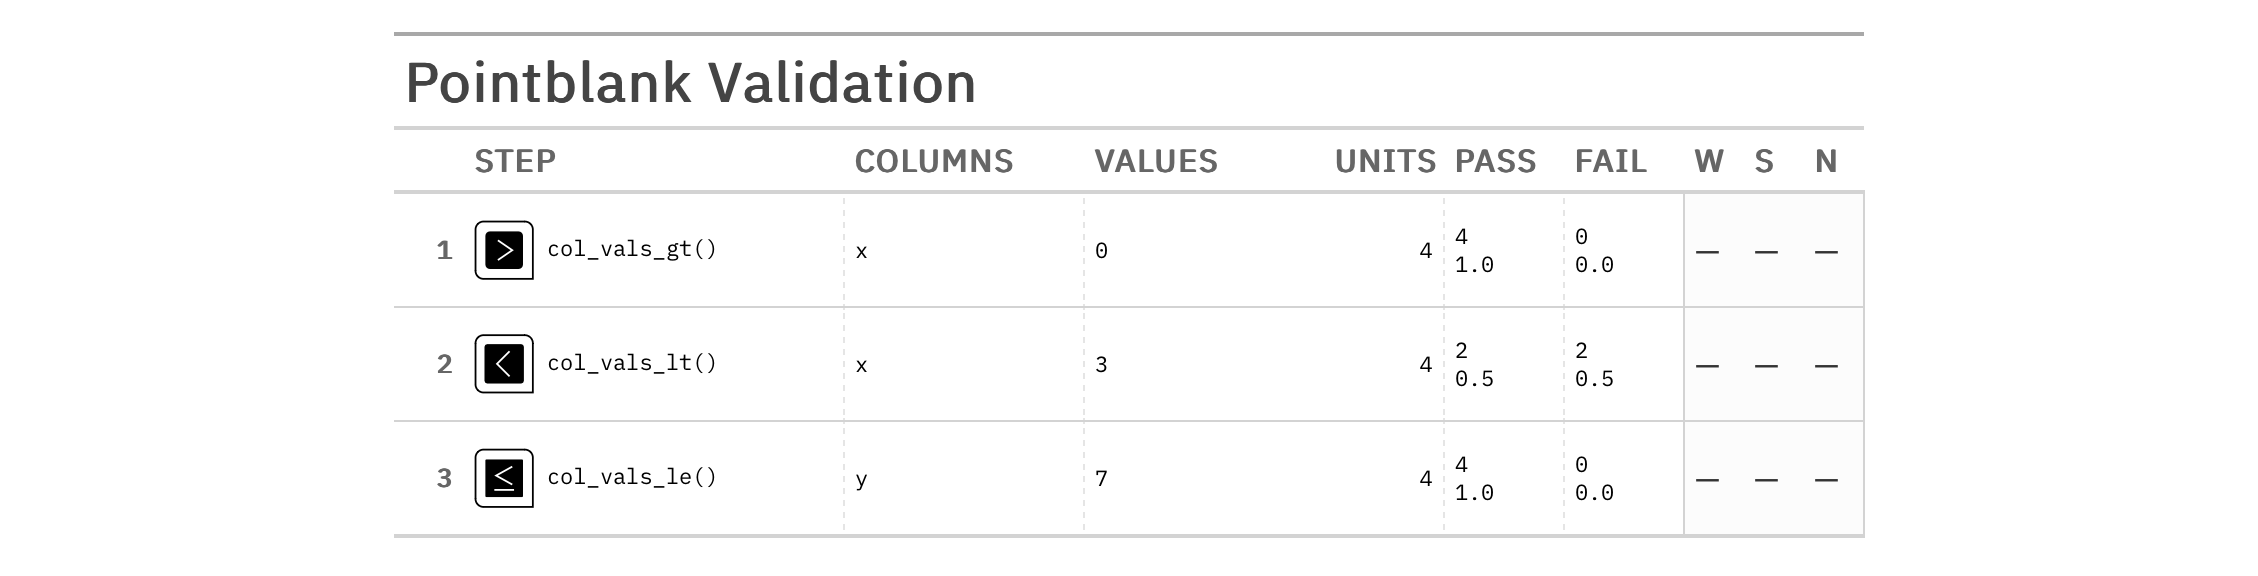 Pointblank Validation
STEP COLUMNS VALUES UNITS PASS FAIL W S N
1 > col_vals_gt() x 0 4 4 1.0 0 0.0 — — —
2 < col_vals_lt() x 3 4 2 0.5 2 0.5 — — —
3 ≤ col_vals_le() y 7 4 4 1.0 0 0.0 — — —